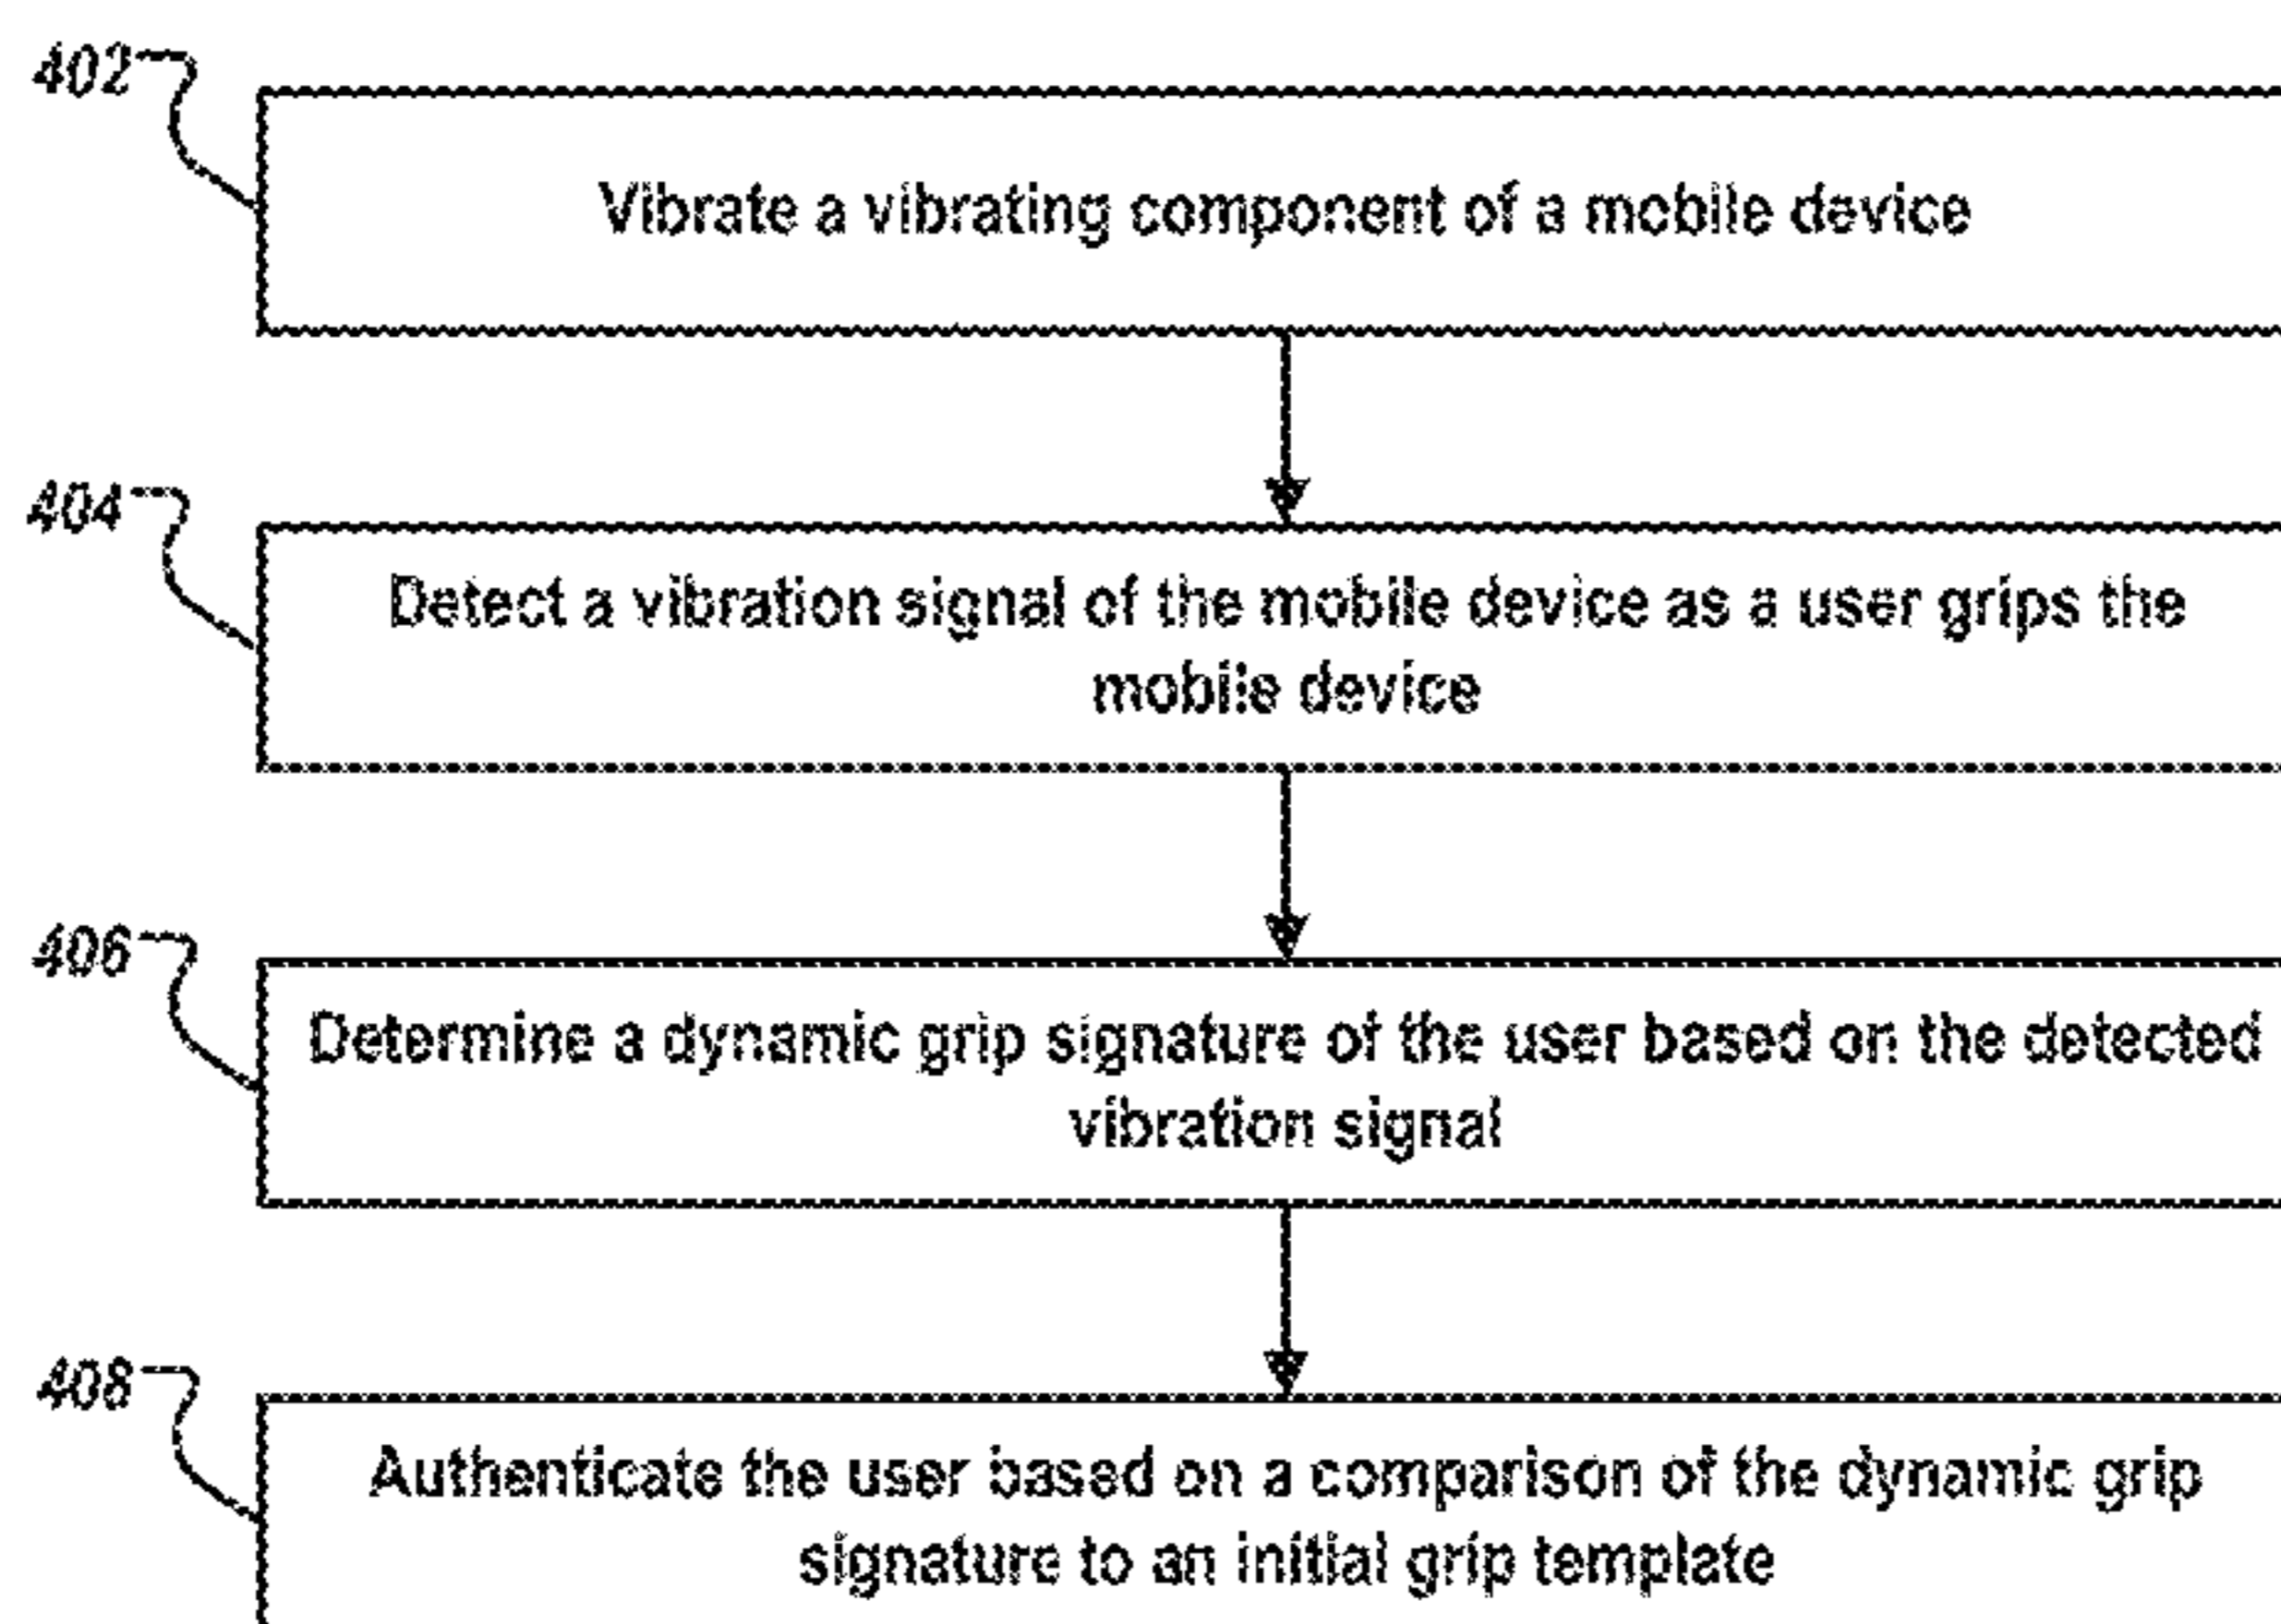 402
Vibrate a vibrating component of a mobile device
404
Detect a vibration signal of the mobile device as a user grips the
mobile device
406
Determine a dynamic grip signature of the user based on the detected
vibration signal
408
Authenticate the user based on a comparison of the dynamic grip
signature to an initial grip template